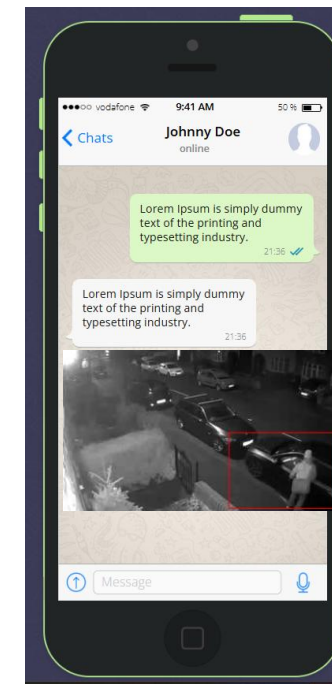 vodafone 9:41 AM 50 %
Chats Johnny Doe
online
Lorem Ipsum is simply dummy
text of the printing and
typesetting industry.
21:36
Lorem Ipsum is simply dummy
text of the printing and
typesetting industry.
21:36
Message